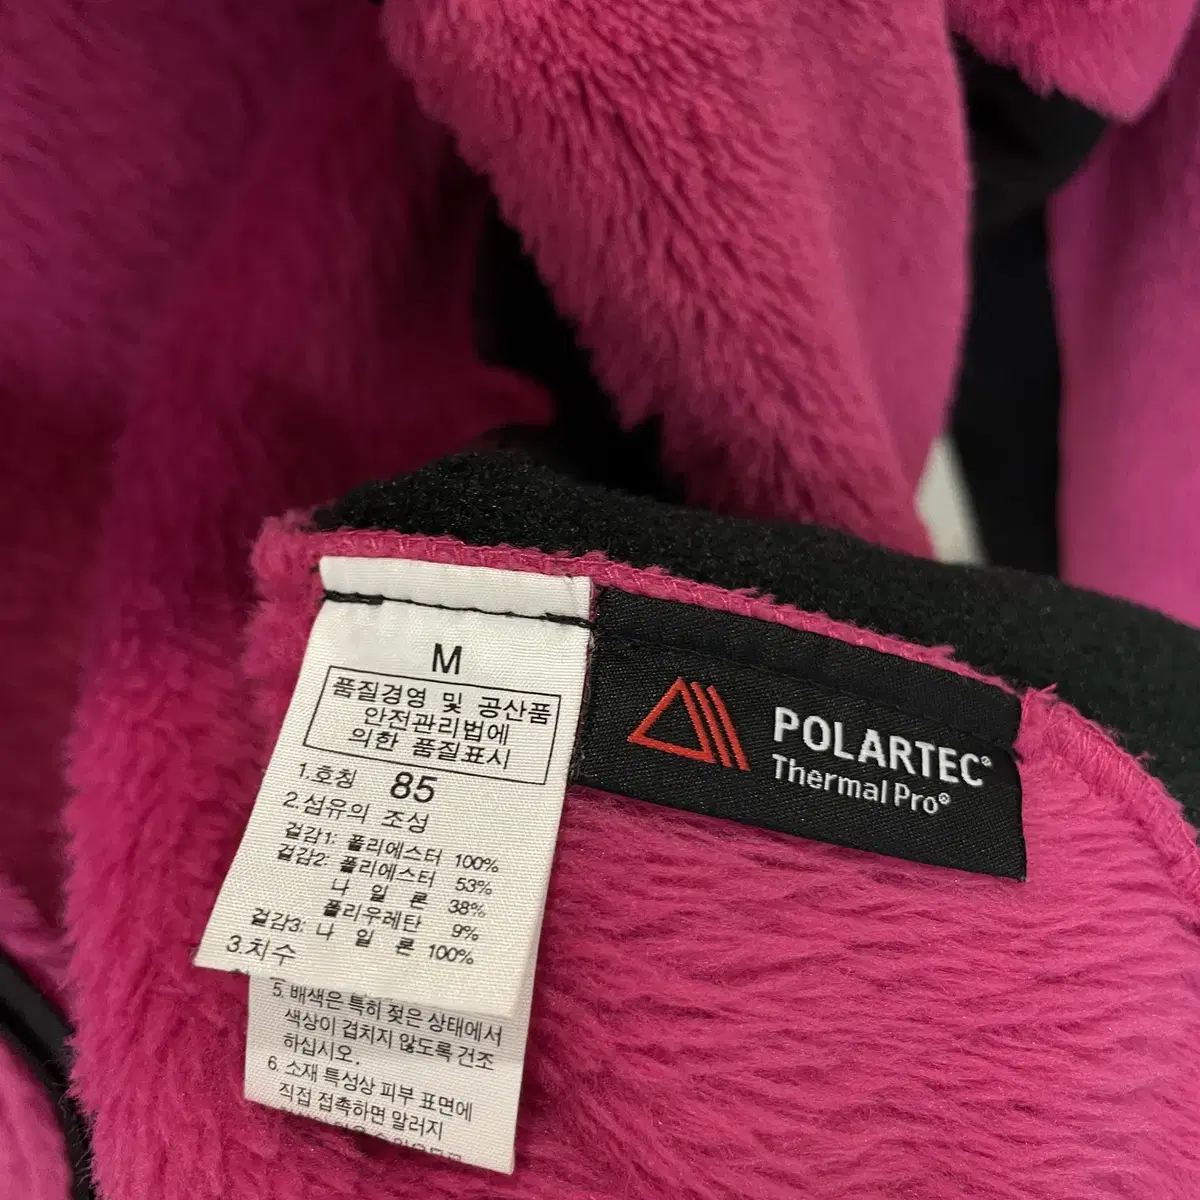 M
품질경영 및 공산품
안전관리법에
의한 품질표시
1.호칭 85
2.섬유의 조성
겉감1: 폴리에스터 100%
겉감2: 폴리에스터 53%
나 일 론 38%
폴리우레탄 9%
겉감3: 나 일 론 100%
3.치수
5. 배색은 특히 젖은 상태에서
색상이 겹치지 않도록 건조
하십시오.
6. 소재 특성상 피부 표면에
직접 접촉하면 알러지
POLARTEC®
Thermal Pro®